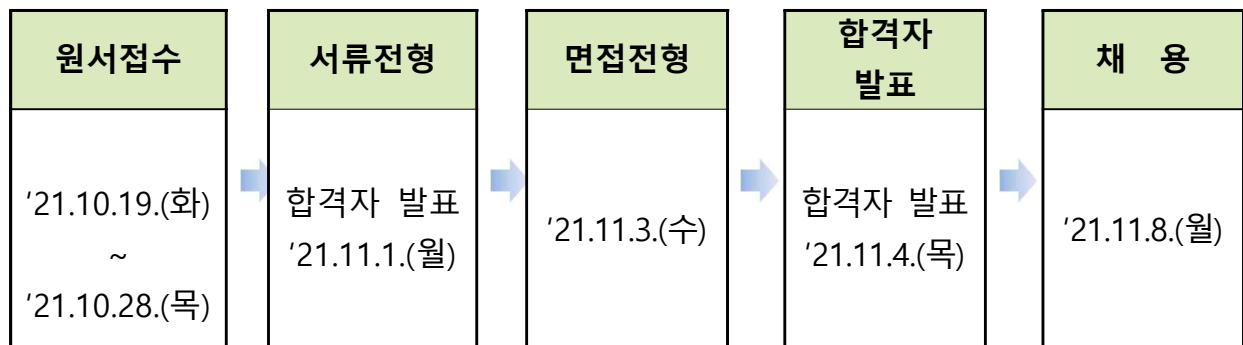 원서접수
'21.10.19.(화)
~
'21.10.28.(목)
서류전형
합격자 발표
'21.11.1.(월)
면접전형
'21.11.3.(수)
합격자
발표
합격자 발표
'21.11.4.(목)
채 용
'21.11.8.(월)